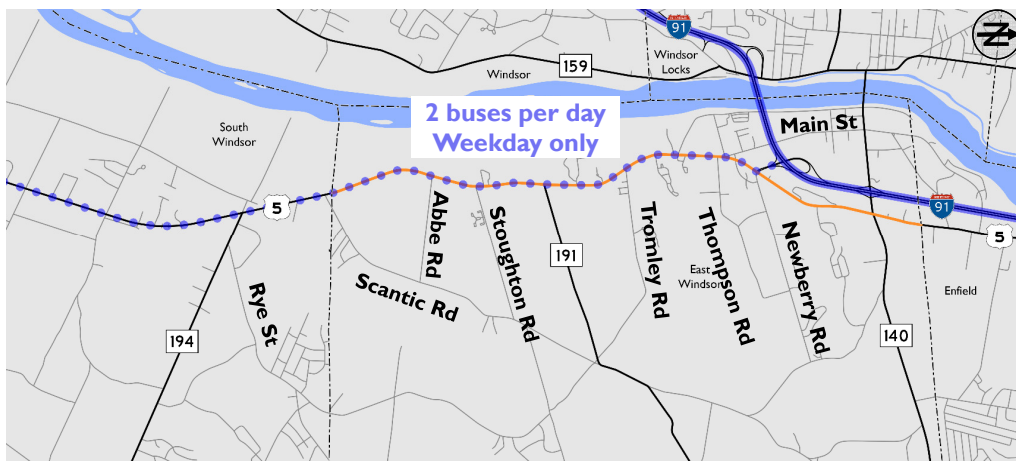 INTERSTATE
91
N
Windsor
Locks
Windsor
159
2 buses per day
Weekday only
Main St
South
Windsor
5
INTERSTATE
91
5
Abbe Rd
Stoughton Rd
191
Tromley Rd
Thompson Rd
Newberry Rd
East
Windsor
Scantic Rd
Rye St
Enfield
194
140